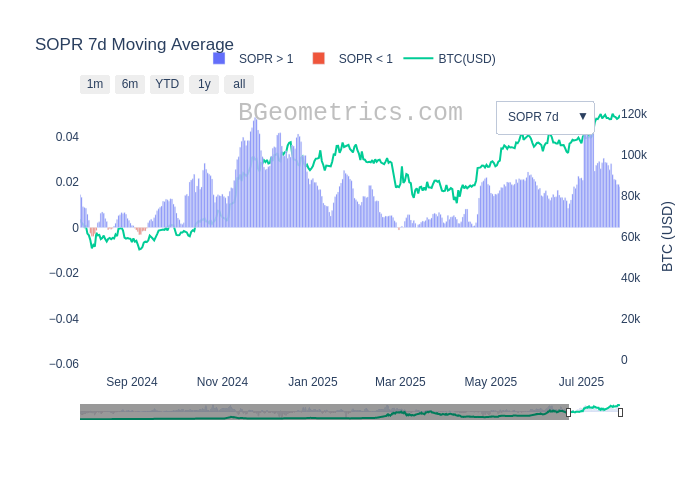 SOPR 7d Moving Average
SOPR > 1 SOPR < 1 BTC(USD)
1m 6m YTD 1y all
BGeometrics.com
SOPR 7d ▼
0.04
0.02
0
−0.02
−0.04
−0.06
120k
100k
80k
60k
40k
20k
0
BTC (USD)
Sep 2024 Nov 2024 Jan 2025 Mar 2025 May 2025 Jul 2025